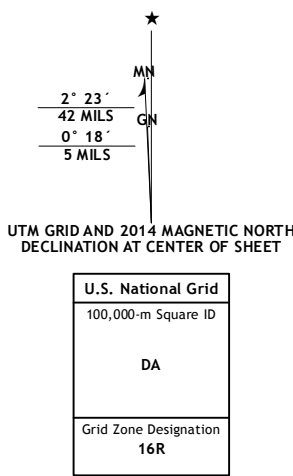 ★
MN
2° 23´
42 MILS
GN
0° 18´
5 MILS
UTM GRID AND 2014 MAGNETIC NORTH
DECLINATION AT CENTER OF SHEET
U.S. National Grid
100,000-m Square ID
DA
Grid Zone Designation
16R